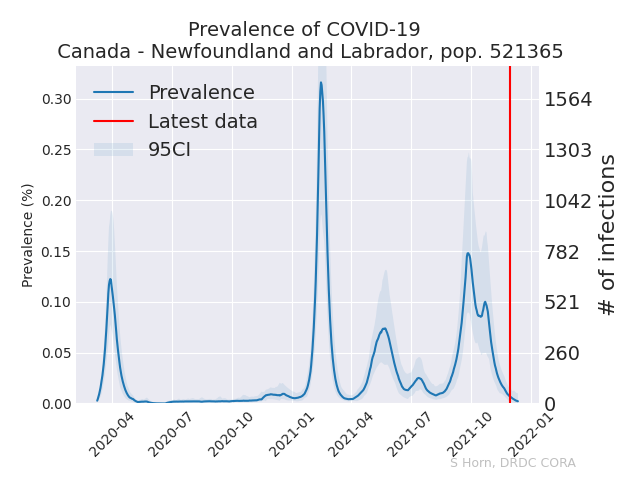 Prevalence of COVID-19
Canada - Newfoundland and Labrador, pop. 521365
Prevalence
Latest data
95CI
Prevalence (%)
0.30
0.25
0.20
0.15
0.10
0.05
0.00
1564
1303
1042
782
521
260
0
# of infections
2020-04
2020-07
2020-10
2021-01
2021-04
2021-07
2021-10
2022-01
S Horn, DRDC CORA